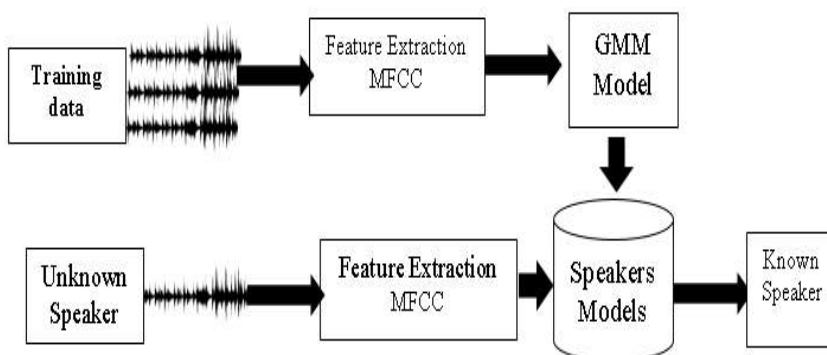 Training
data
Feature Extraction
MFCC
GMM
Model
Unknown
Speaker
Feature Extraction
MFCC
Speakers
Models
Known
Speaker